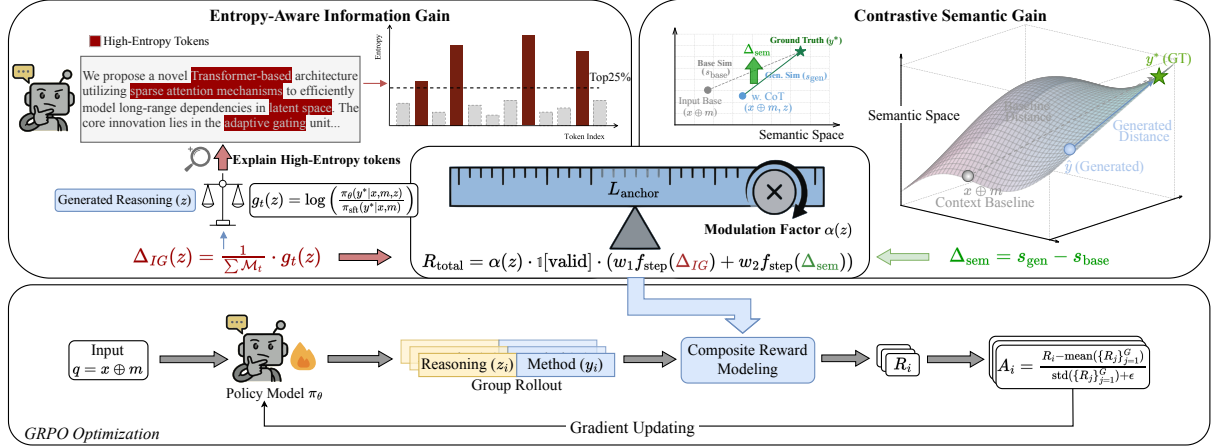 Entropy-Aware Information Gain
High-Entropy Tokens
We propose a novel Transformer-based architecture
utilizing sparse attention mechanisms to efficiently
model long-range dependencies in latent space. The
core innovation lies in the adaptive gating unit...
Entropy
Top25%
Token Index
Explain High-Entropy tokens
Generated Reasoning (z)
g_t(z) = log(π_θ(y*|x,m,z) / π_sft(y*|x,m))
Δ_IG(z) = 1/∑M_t · g_t(z)
Contrastive Semantic Gain
Ground Truth (y*)
Δ_sem
Base Sim
(s_base)
Gen. Sim (s_gen)
Input Base
(x ⊕ m)
w. CoT
(x ⊕ m, z)
Semantic Space
Semantic Space
y* (GT)
Baseline
Distance
Generated
Distance
ŷ (Generated)
x ⊕ m
Context Baseline
Δ_sem = s_gen − s_base
L_anchor
Modulation Factor α(z)
R_total = α(z) · 𝟙[valid] · (w_1 f_step(Δ_IG) + w_2 f_step(Δ_sem))
Input
q = x ⊕ m
Policy Model π_θ
Reasoning (z_i)
Method (y_i)
Group Rollout
Composite Reward
Modeling
R_i
A_i = (R_i − mean({R_j}_{j=1}^G)) / (std({R_j}_{j=1}^G) + ϵ)
Gradient Updating
GRPO Optimization